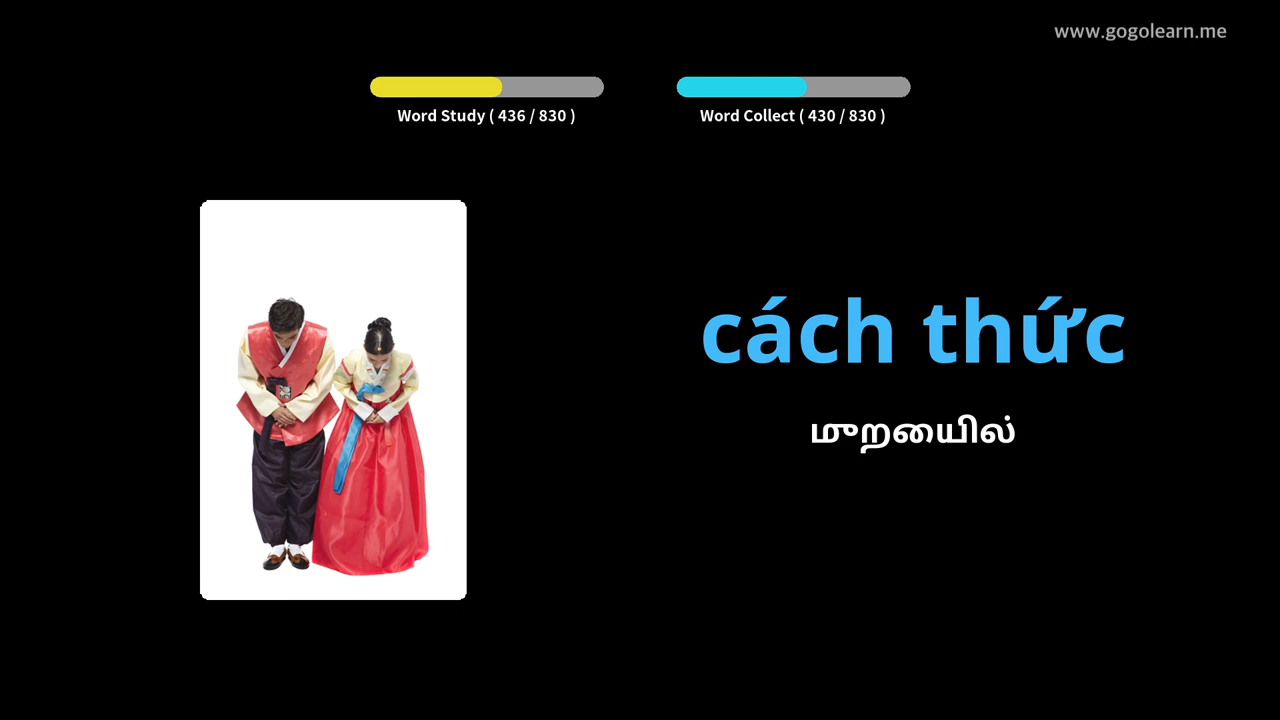 www.gogolearn.me
Word Study ( 436 / 830 )
Word Collect ( 430 / 830 )
cách thức
முறையில்